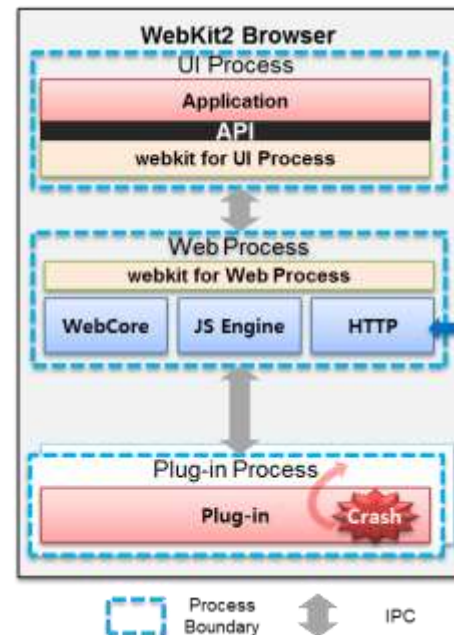 WebKit2 Browser
UI Process
Application
API
webkit for UI Process
Web Process
webkit for Web Process
WebCore JS Engine HTTP
Plug-in Process
Plug-in Crash
Process
Boundary
IPC